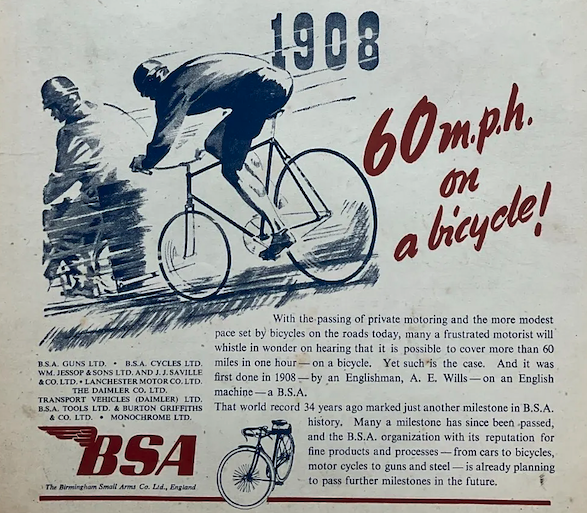 1908
60 m.p.h.
on
a bicycle!
With the passing of private motoring and the more modest
pace set by bicycles on the roads today, many a frustrated motorist will
whistle in wonder on hearing that it is possible to cover more than 60
miles in one hour — on a bicycle. Yet such is the case. And it was
first done in 1908 — by an Englishman, A. E. Wills — on an English
machine — a B.S.A.
That world record 34 years ago marked just another milestone in B.S.A.
history. Many a milestone has since been passed,
and the B.S.A. organization with its reputation for
fine products and processes — from cars to bicycles,
motor cycles to guns and steel — is already planning
to pass further milestones in the future.
B.S.A. GUNS LTD. • B.S.A. CYCLES LTD.
WM. JESSOP & SONS LTD. AND J. J. SAVILLE
& CO. LTD. • LANCHESTER MOTOR CO. LTD.
THE DAIMLER CO. LTD.
TRANSPORT VEHICLES (DAIMLER) LTD.
B.S.A. TOOLS LTD. & BURTON GRIFFITHS
& CO. LTD. • MONOCHROME LTD.
BSA
The Birmingham Small Arms Co. Ltd., England